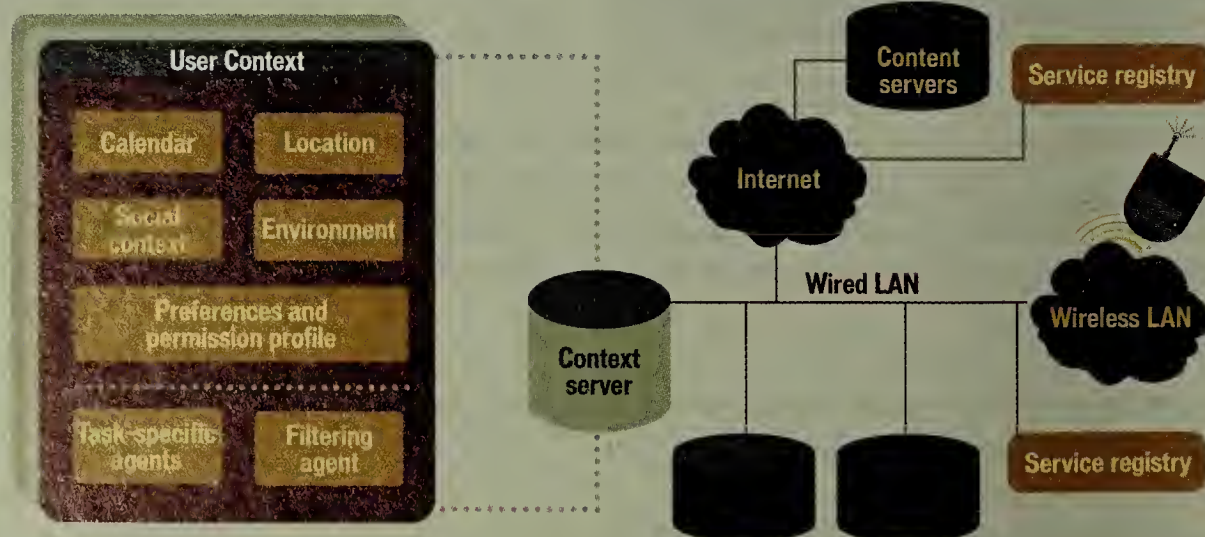 User Context
Calendar
Location
Social
context
Environment
Preferences and
permission profile
Task-specific
agents
Filtering
agent
Context
server
Content
servers
Service registry
Internet
Wired LAN
Wireless LAN
Service registry